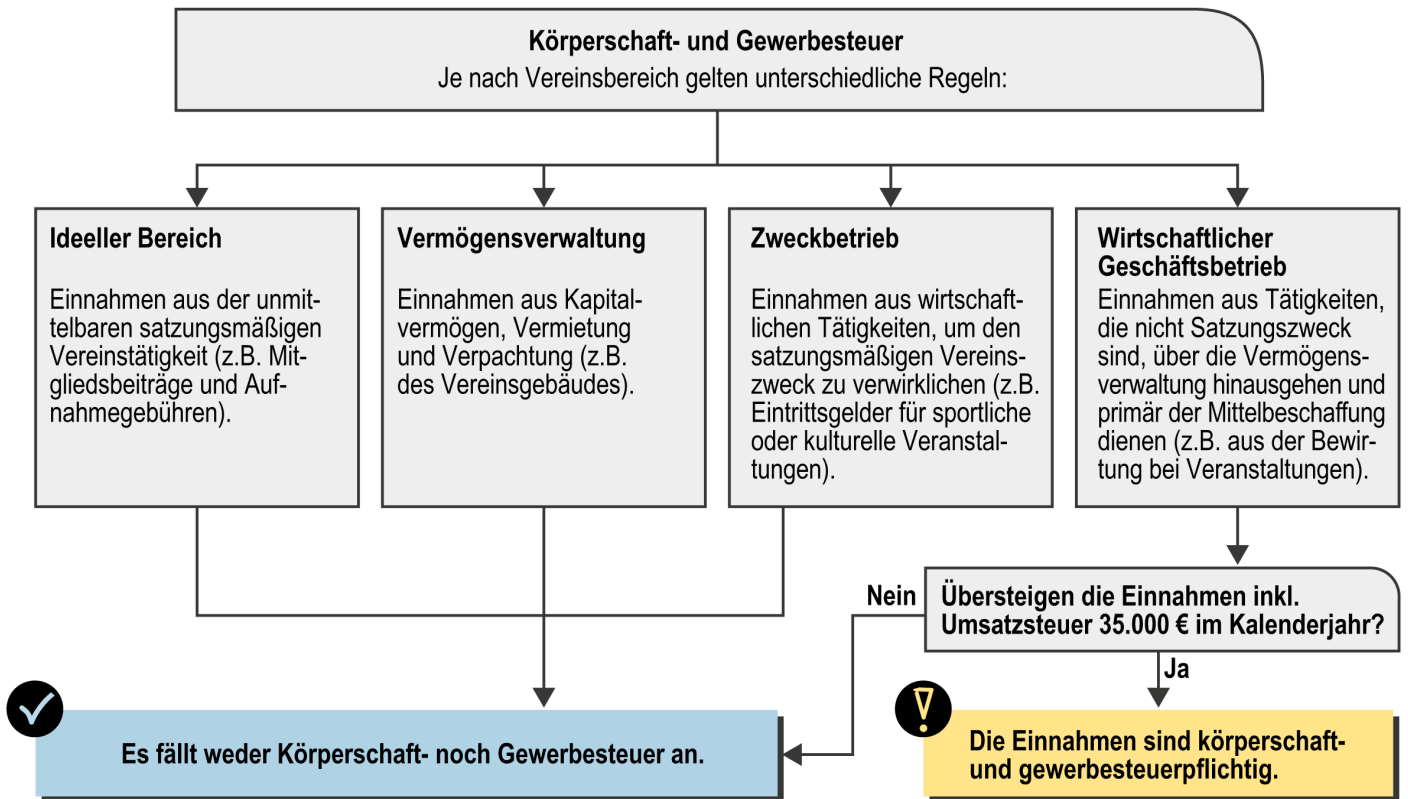 Körperschaft- und Gewerbesteuer
Je nach Vereinsbereich gelten unterschiedliche Regeln:
Ideeller Bereich
Einnahmen aus der unmit-
telbaren satzungsmäßigen
Vereinstätigkeit (z.B. Mit-
gliedsbeiträge und Auf-
nahmegebühren).
Vermögensverwaltung
Einnahmen aus Kapital-
vermögen, Vermietung
und Verpachtung (z.B.
des Vereinsgebäudes).
Zweckbetrieb
Einnahmen aus wirtschaft-
lichen Tätigkeiten, um den
satzungsmäßigen Vereins-
zweck zu verwirklichen (z.B.
Eintrittsgelder für sportliche
oder kulturelle Veranstal-
tungen).
Wirtschaftlicher
Geschäftsbetrieb
Einnahmen aus Tätigkeiten,
die nicht Satzungszweck
sind, über die Vermögens-
verwaltung hinausgehen und
primär der Mittelbeschaffung
dienen (z.B. aus der Bewir-
tung bei Veranstaltungen).
Nein
Übersteigen die Einnahmen inkl.
Umsatzsteuer 35.000 € im Kalenderjahr?
Ja
Es fällt weder Körperschaft- noch Gewerbesteuer an.
Die Einnahmen sind körperschaft-
und gewerbesteuerpflichtig.